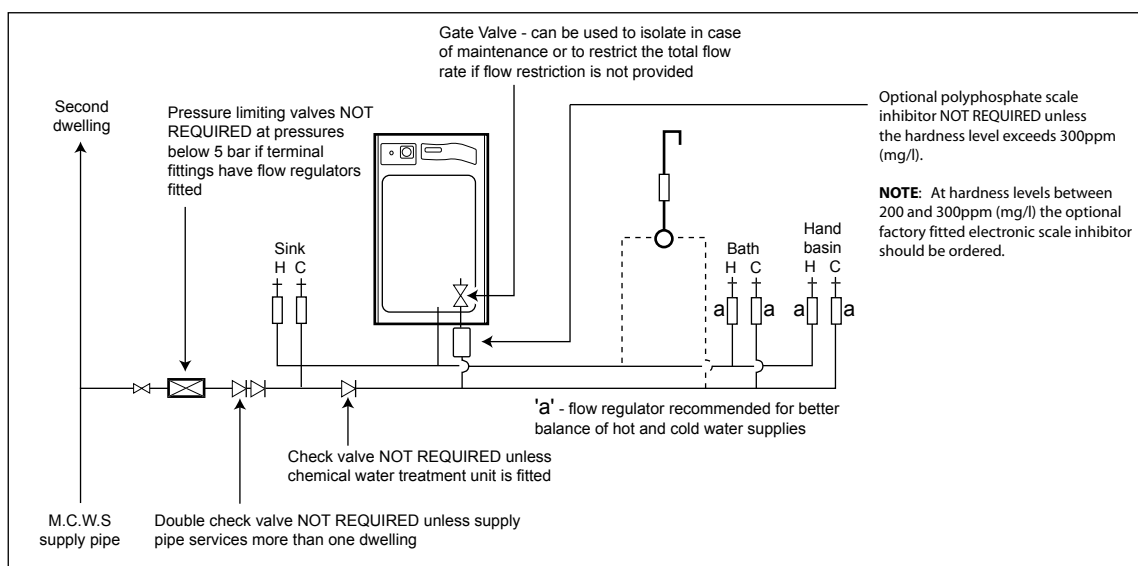 Gate Valve - can be used to isolate in case
of maintenance or to restrict the total flow
rate if flow restriction is not provided
Second
dwelling
Pressure limiting valves NOT
REQUIRED at pressures
below 5 bar if terminal
fittings have flow regulators
fitted
Optional polyphosphate scale
inhibitor NOT REQUIRED unless
the hardness level exceeds 300ppm
(mg/l).
NOTE: At hardness levels between
200 and 300ppm (mg/l) the optional
factory fitted electronic scale inhibitor
should be ordered.
Sink
H C
Bath
H C
Hand
basin
H C
a a a a
'a' - flow regulator recommended for better
balance of hot and cold water supplies
Check valve NOT REQUIRED unless
chemical water treatment unit is fitted
M.C.W.S
supply pipe
Double check valve NOT REQUIRED unless supply
pipe services more than one dwelling